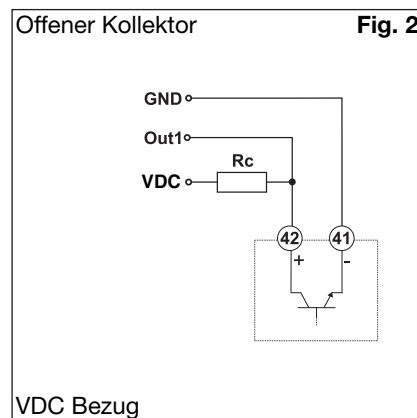 Offener Kollektor Fig. 2
GND
Out1
Rc
VDC
42 41
+ -
VDC Bezug